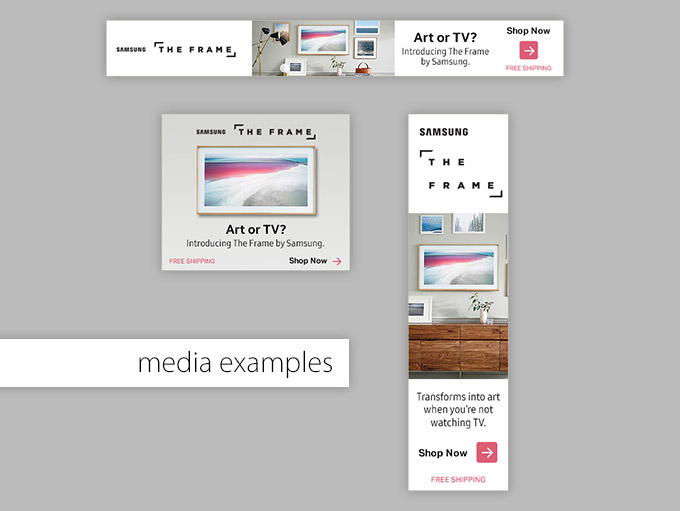 SAMSUNG THE FRAME
Art or TV?
Introducing The Frame
by Samsung.
Shop Now
FREE SHIPPING
SAMSUNG THE FRAME
Art or TV?
Introducing The Frame by Samsung.
FREE SHIPPING Shop Now
SAMSUNG
THE
FRAME
Transforms into art
when you're not
watching TV.
Shop Now
FREE SHIPPING
media examples